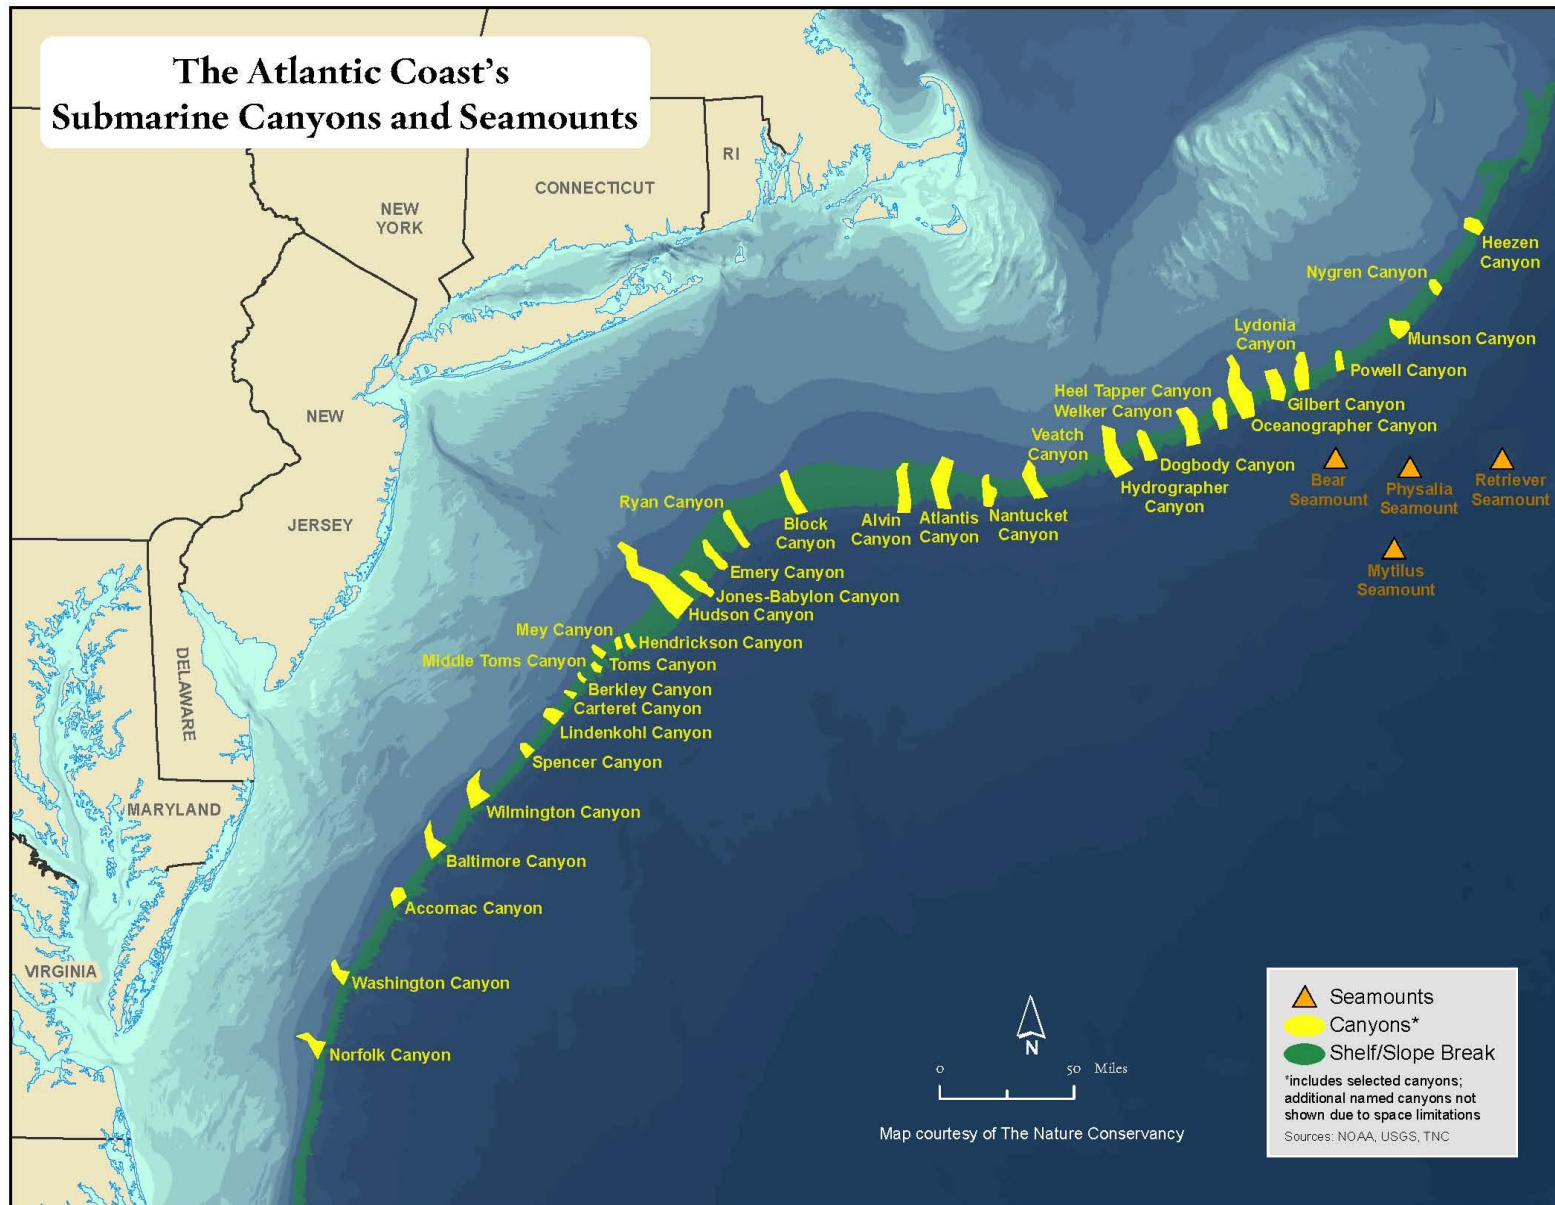 The Atlantic Coast's
Submarine Canyons and Seamounts
RI
CONNECTICUT
NEW
YORK
NEW
JERSEY
DELAWARE
MARYLAND
VIRGINIA
Heezen
Canyon
Nygren Canyon
Munson Canyon
Lydonia
Canyon
Powell Canyon
Gilbert Canyon
Oceanographer Canyon
Heel Tapper Canyon
Welker Canyon
Dogbody Canyon
Hydrographer
Canyon
Veatch
Canyon
Nantucket
Canyon
Atlantis
Canyon
Alvin
Canyon
Block
Canyon
Ryan Canyon
Emery Canyon
Jones-Babylon Canyon
Hudson Canyon
Mey Canyon
Hendrickson Canyon
Middle Toms Canyon
Toms Canyon
Berkley Canyon
Carteret Canyon
Lindenkohl Canyon
Spencer Canyon
Wilmington Canyon
Baltimore Canyon
Accomac Canyon
Washington Canyon
Norfolk Canyon
Bear
Seamount
Physalia
Seamount
Retriever
Seamount
Mytilus
Seamount
N
0 50 Miles
Map courtesy of The Nature Conservancy
Seamounts
Canyons*
Shelf/Slope Break
*includes selected canyons;
additional named canyons not
shown due to space limitations
Sources: NOAA, USGS, TNC